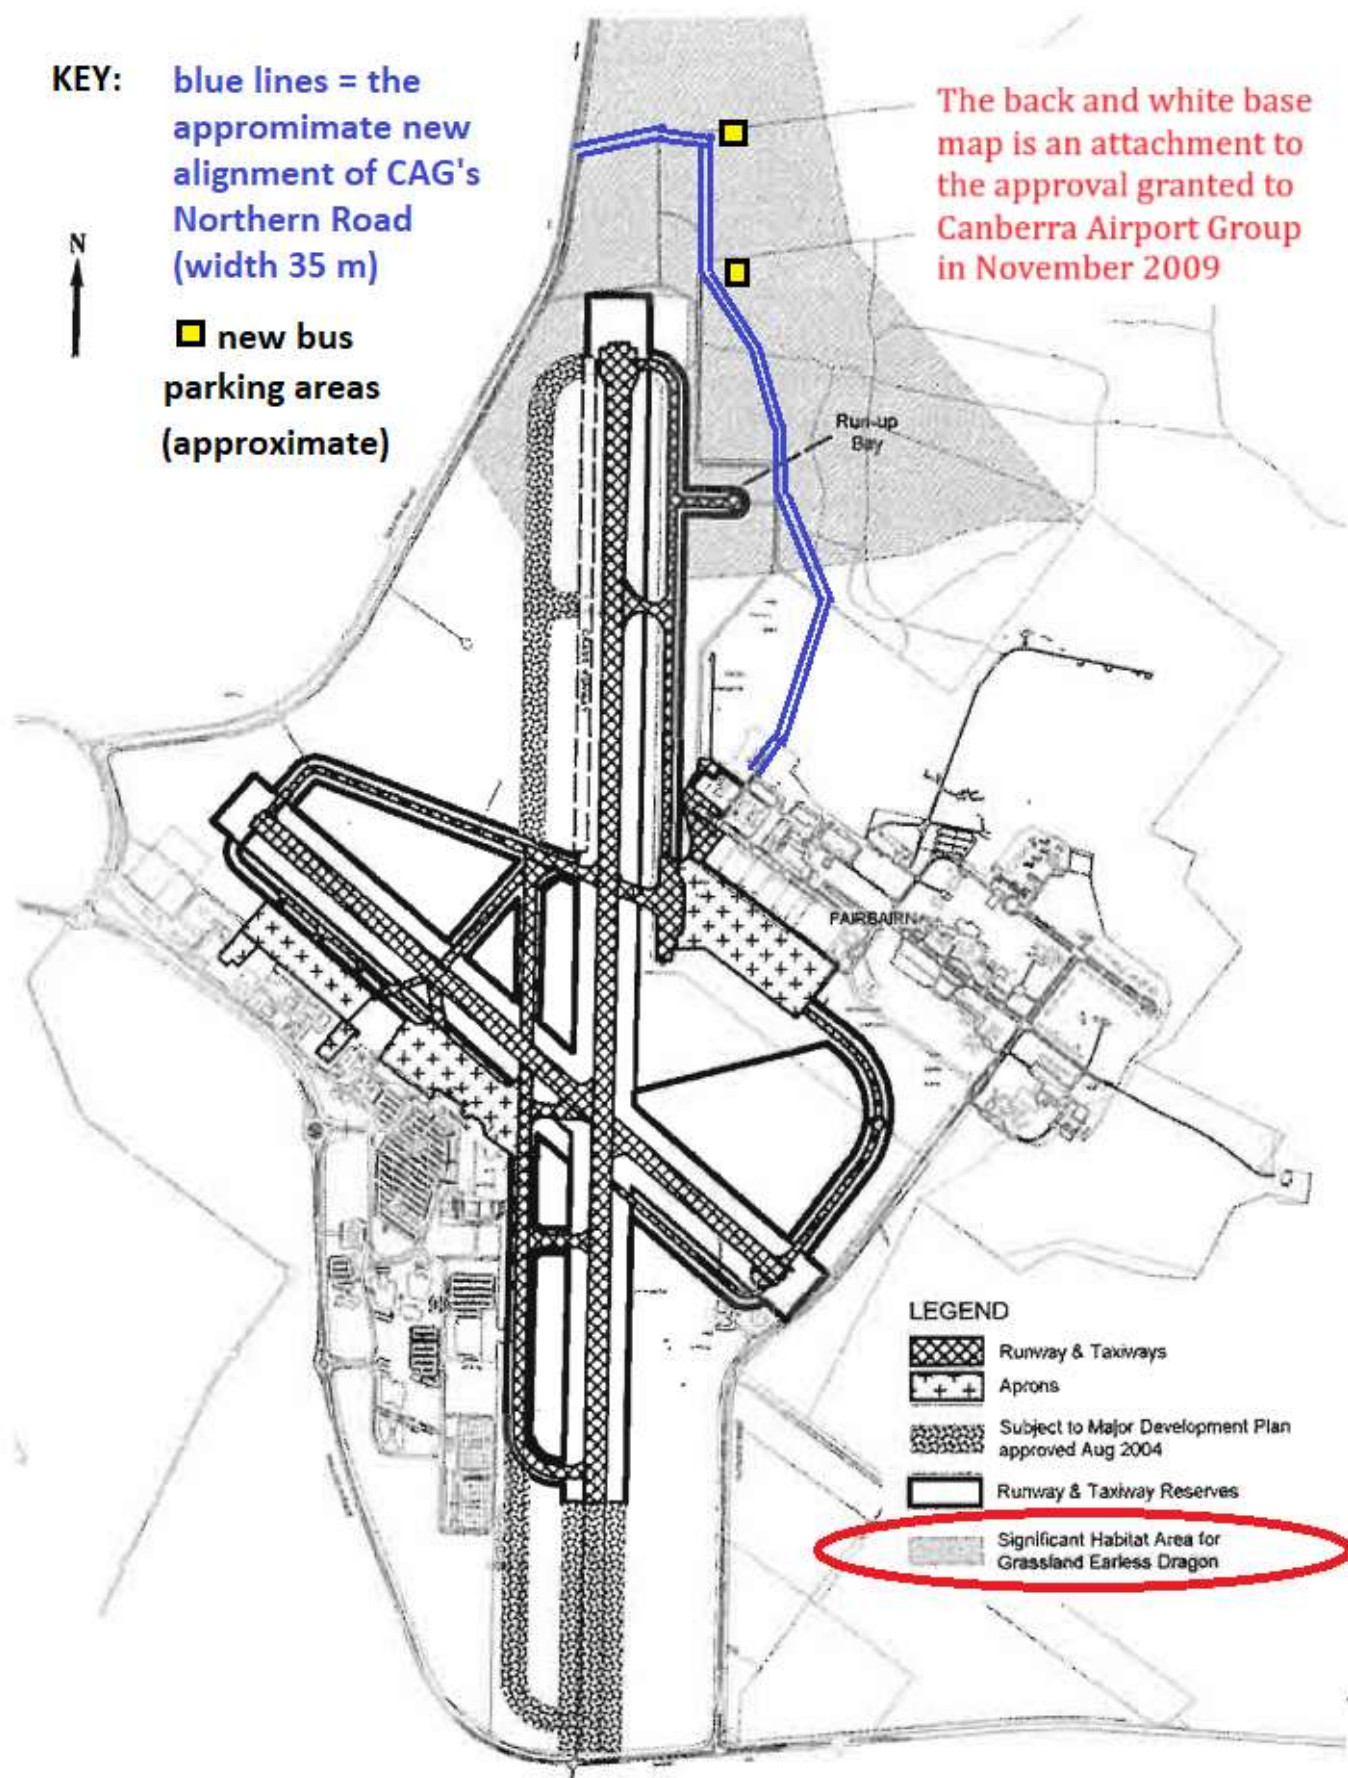 KEY:
blue lines = the
appromimate new
alignment of CAG's
Northern Road
(width 35 m)
N
new bus
parking areas
(approximate)
The back and white base
map is an attachment to
the approval granted to
Canberra Airport Group
in November 2009
Run-up
Bay
FAIRBAIRN
LEGEND
Runway & Taxiways
Aprons
Subject to Major Development Plan
approved Aug 2004
Runway & Taxiway Reserves
Significant Habitat Area for
Grassland Earless Dragon